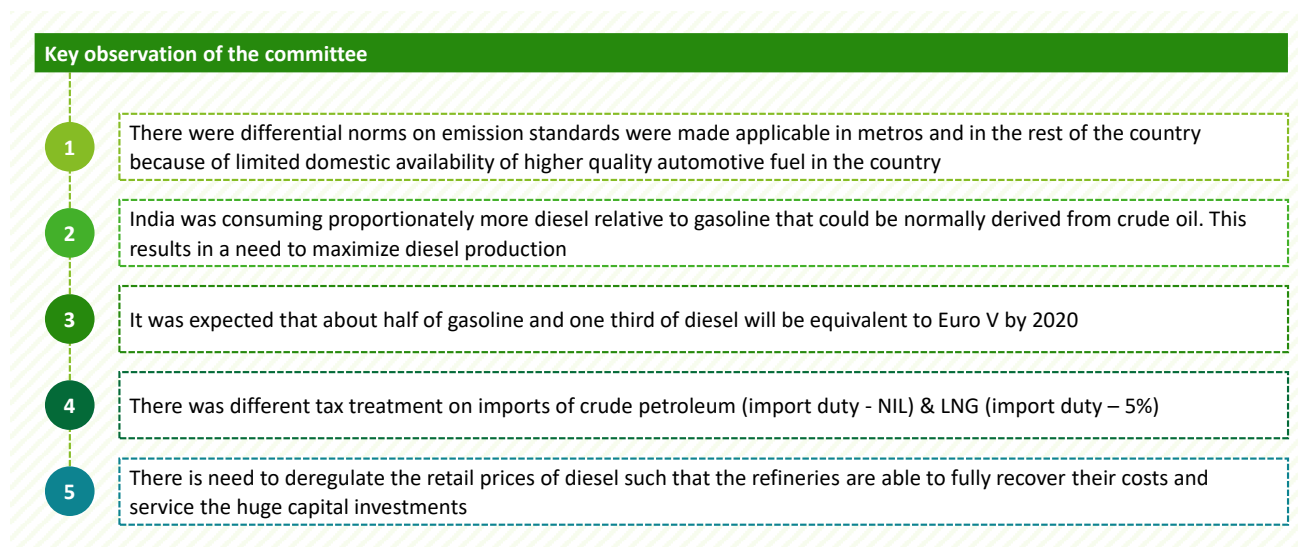 Key observation of the committee
1
There were differential norms on emission standards were made applicable in metros and in the rest of the country
because of limited domestic availability of higher quality automotive fuel in the country
2
India was consuming proportionately more diesel relative to gasoline that could be normally derived from crude oil. This
results in a need to maximize diesel production
3
It was expected that about half of gasoline and one third of diesel will be equivalent to Euro V by 2020
4
There was different tax treatment on imports of crude petroleum (import duty - NIL) & LNG (import duty – 5%)
5
There is need to deregulate the retail prices of diesel such that the refineries are able to fully recover their costs and
service the huge capital investments